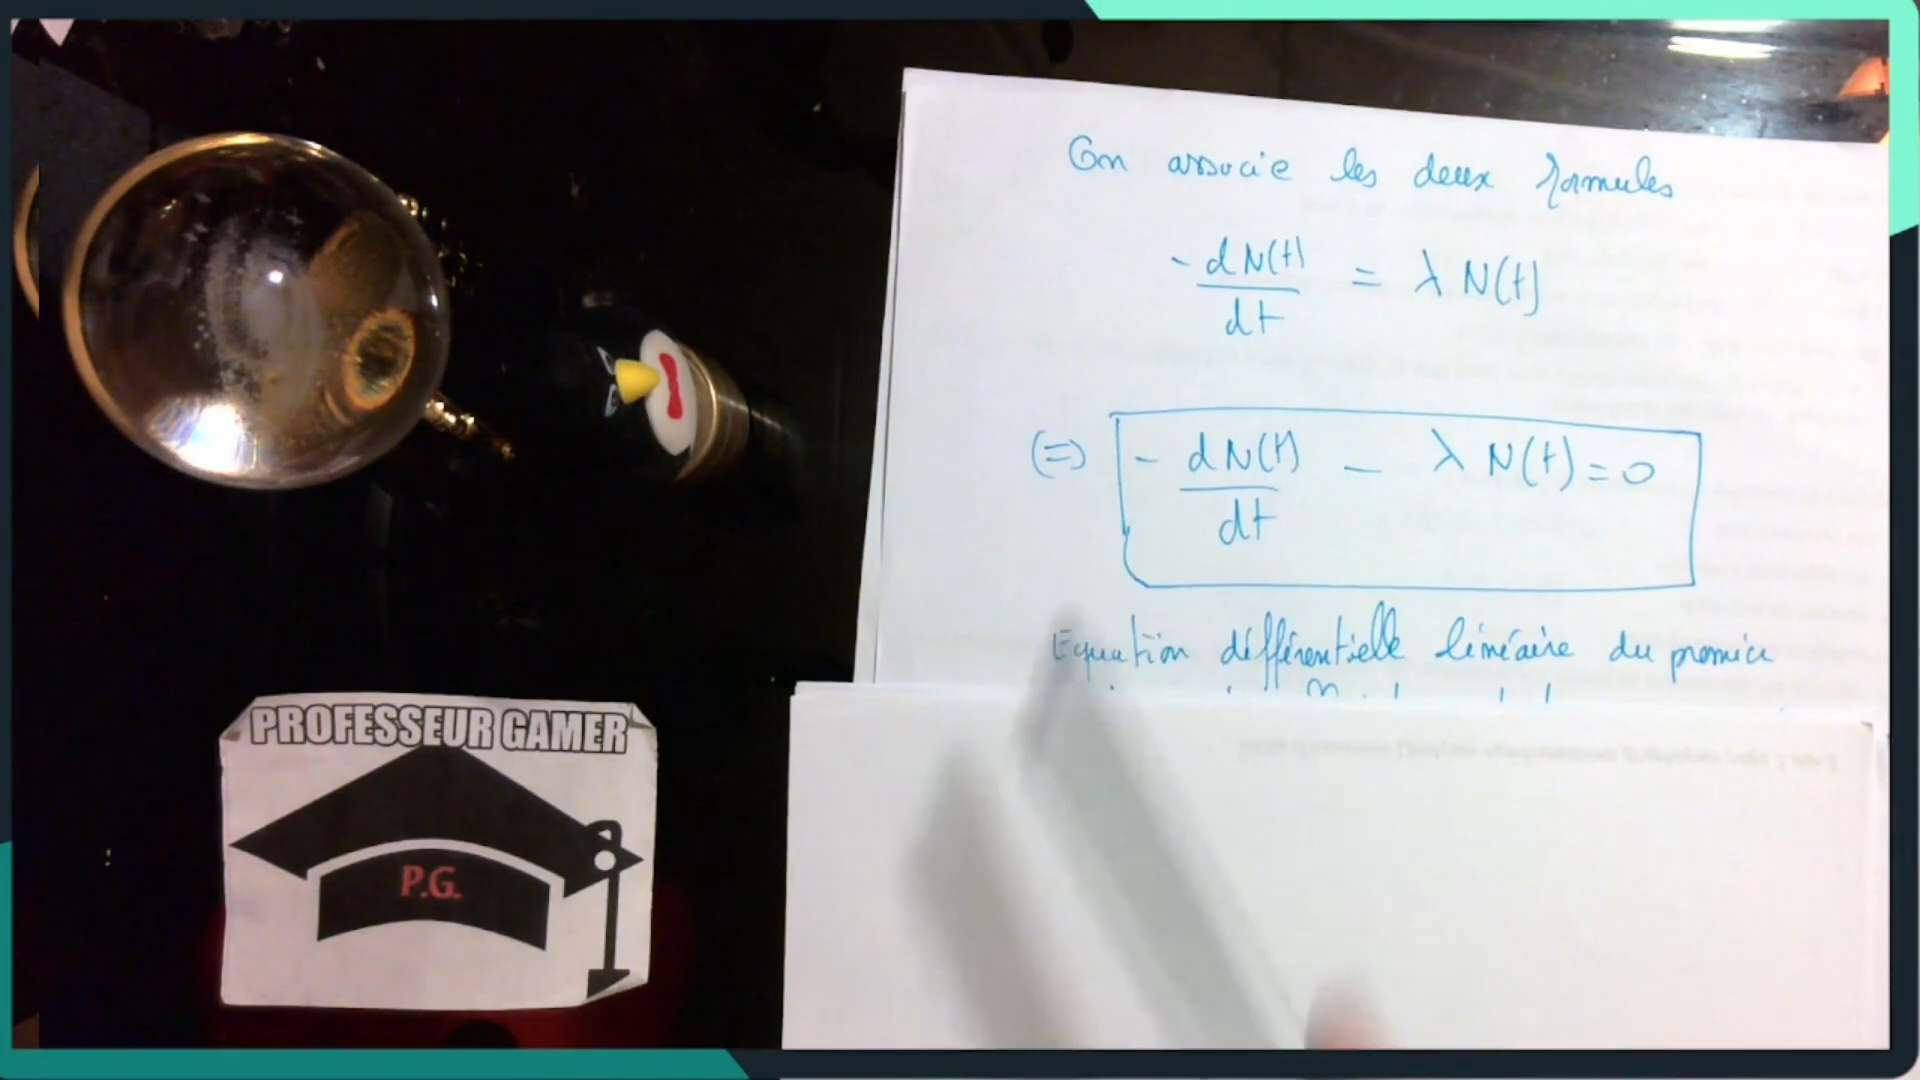 On associe les deux formules
- dN(t) / dt = λ N(t)
(=) - dN(t) / dt - λ N(t) = 0
Equation différentielle linéaire du premier
PROFESSEUR GAMER
P.G.